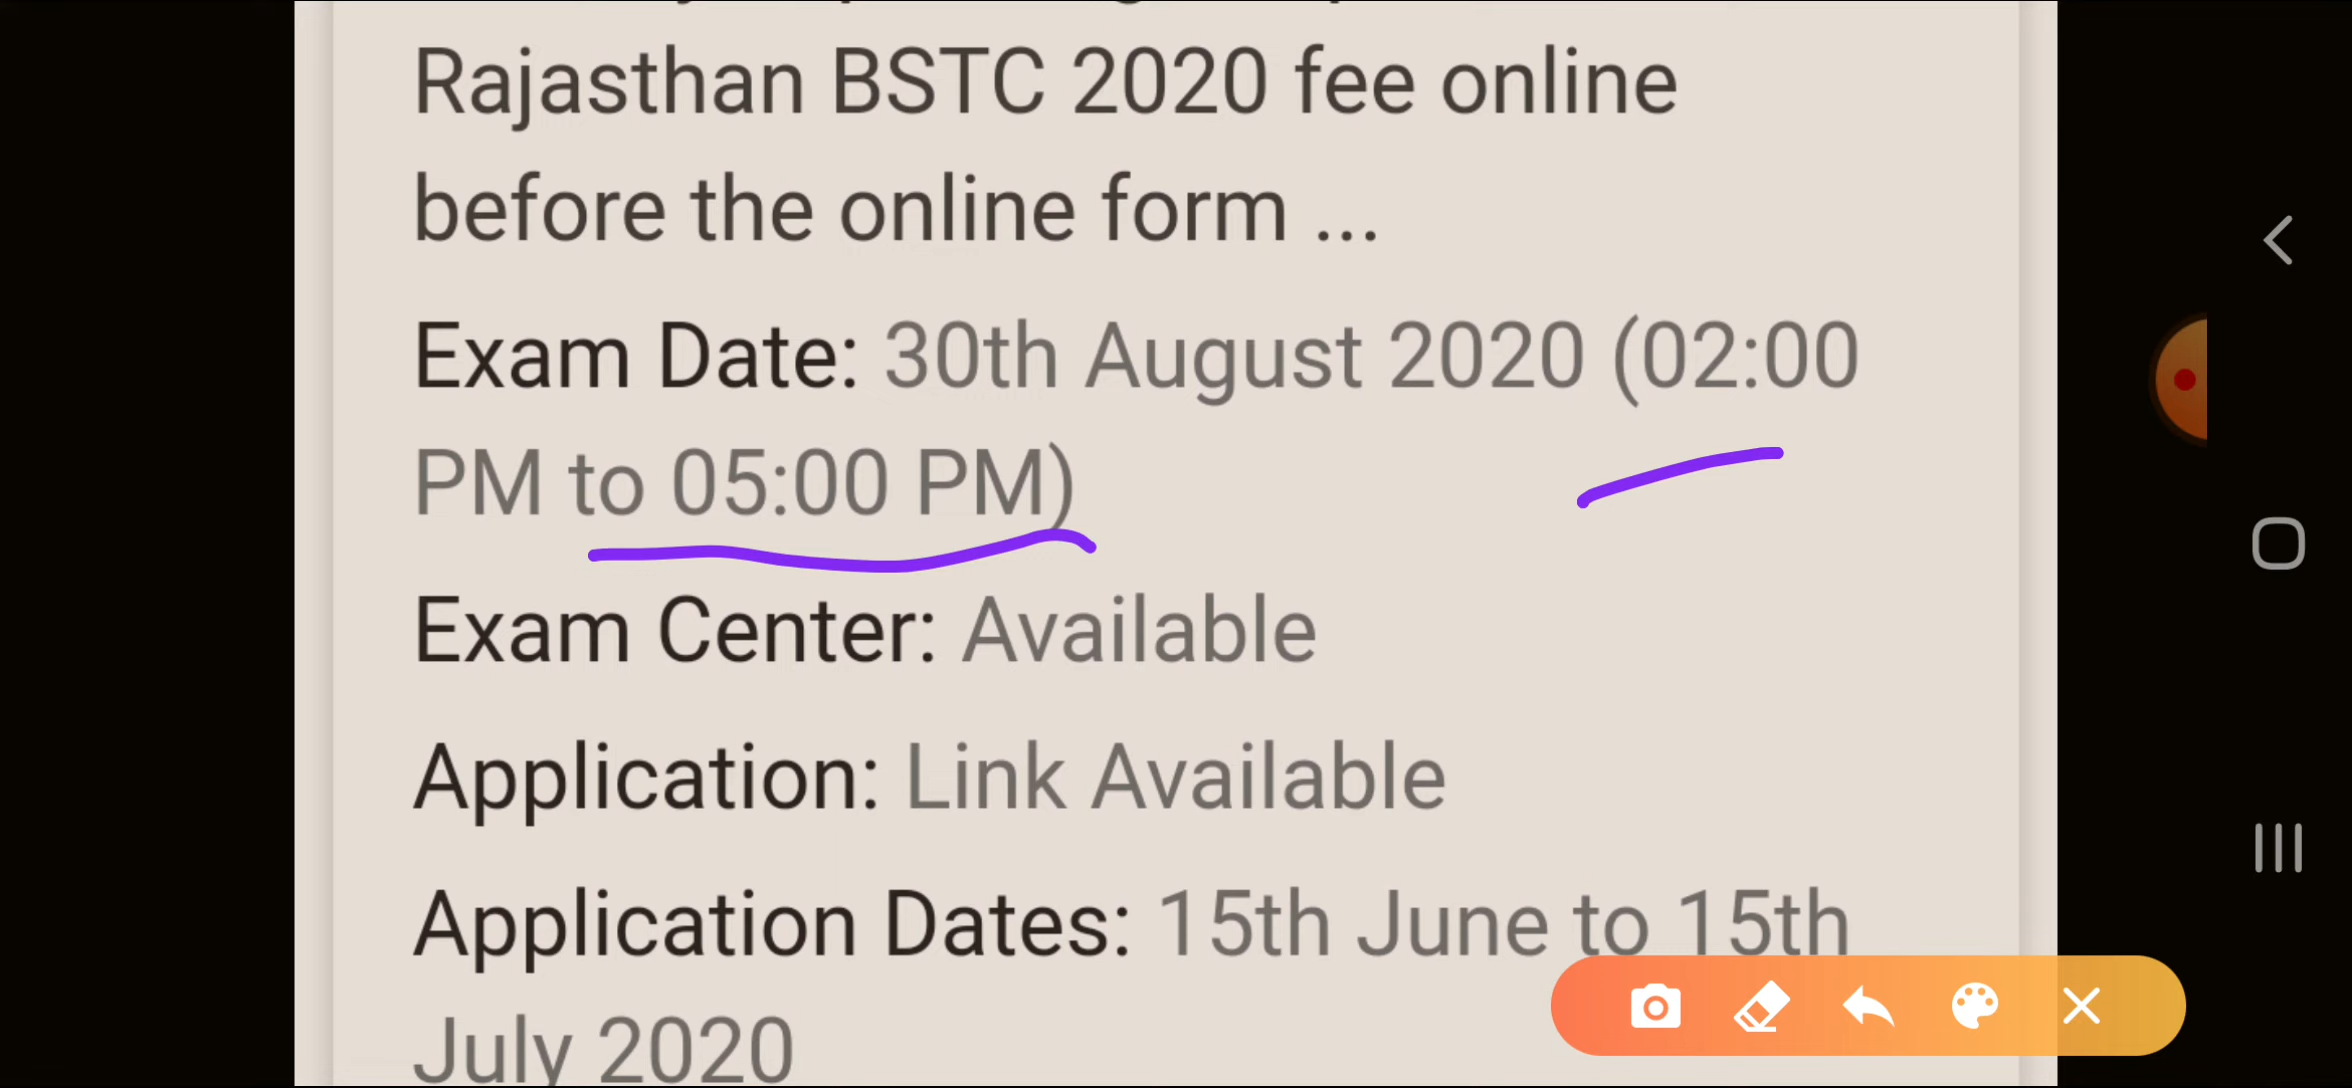 Rajasthan BSTC 2020 fee online
before the online form ...
Exam Date: 30th August 2020 (02:00
PM to 05:00 PM)
Exam Center: Available
Application: Link Available
Application Dates: 15th June to 15th
July 2020